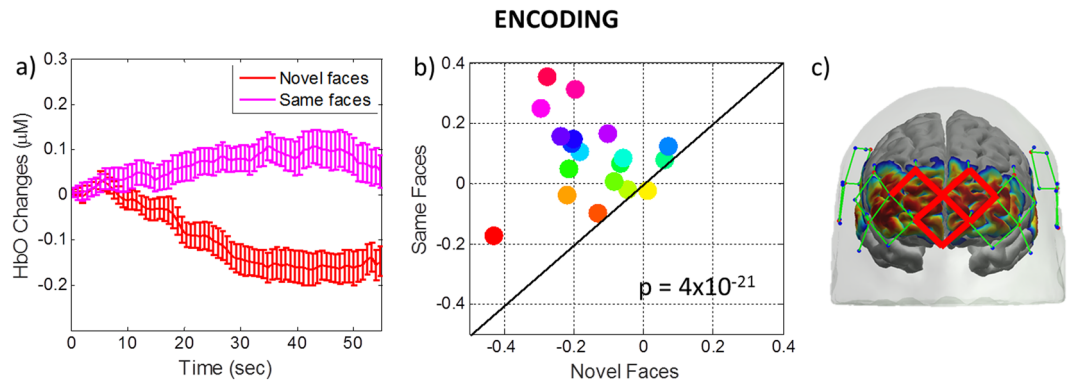 ENCODING
a)
0.3
0.2
0.1
0
-0.1
-0.2
HbO Changes (μM)
Novel faces
Same faces
0 10 20 30 40 50
Time (sec)
b)
0.4
0.2
0
-0.2
-0.4
Same Faces
p = 4x10⁻²¹
-0.4 -0.2 0 0.2 0.4
Novel Faces
c)